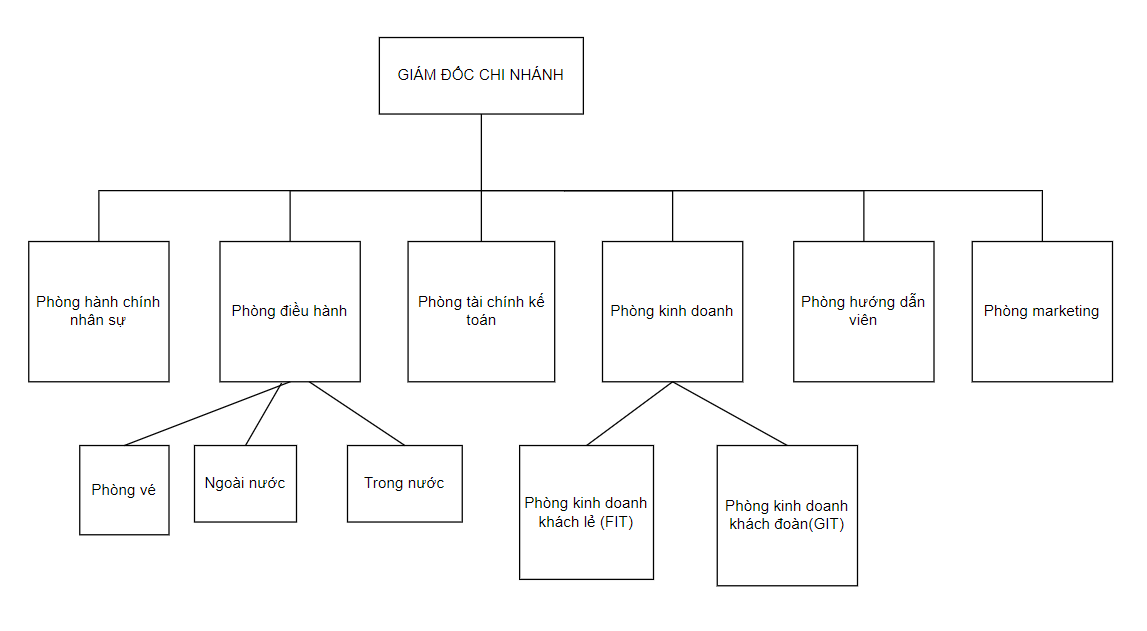 GIÁM ĐỐC CHI NHÁNH
Phòng hành chính
nhân sự
Phòng điều hành
Phòng tài chính kế
toán
Phòng kinh doanh
Phòng hướng dẫn
viên
Phòng marketing
Phòng vé
Ngoài nước
Trong nước
Phòng kinh doanh
khách lẻ (FIT)
Phòng kinh doanh
khách đoàn(GIT)